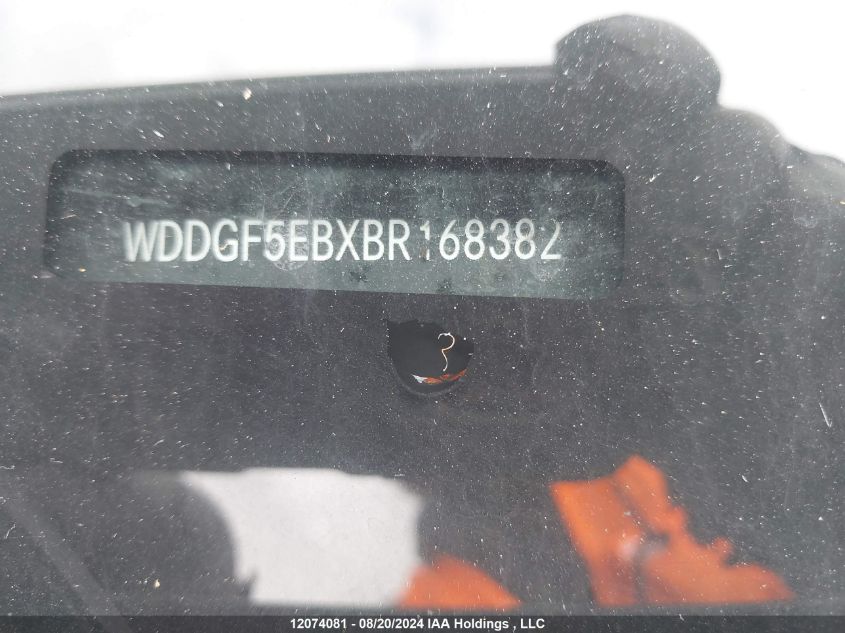 WDDGF5EBXBR168382
12074081 - 08/20/2024 IAA Holdings , LLC